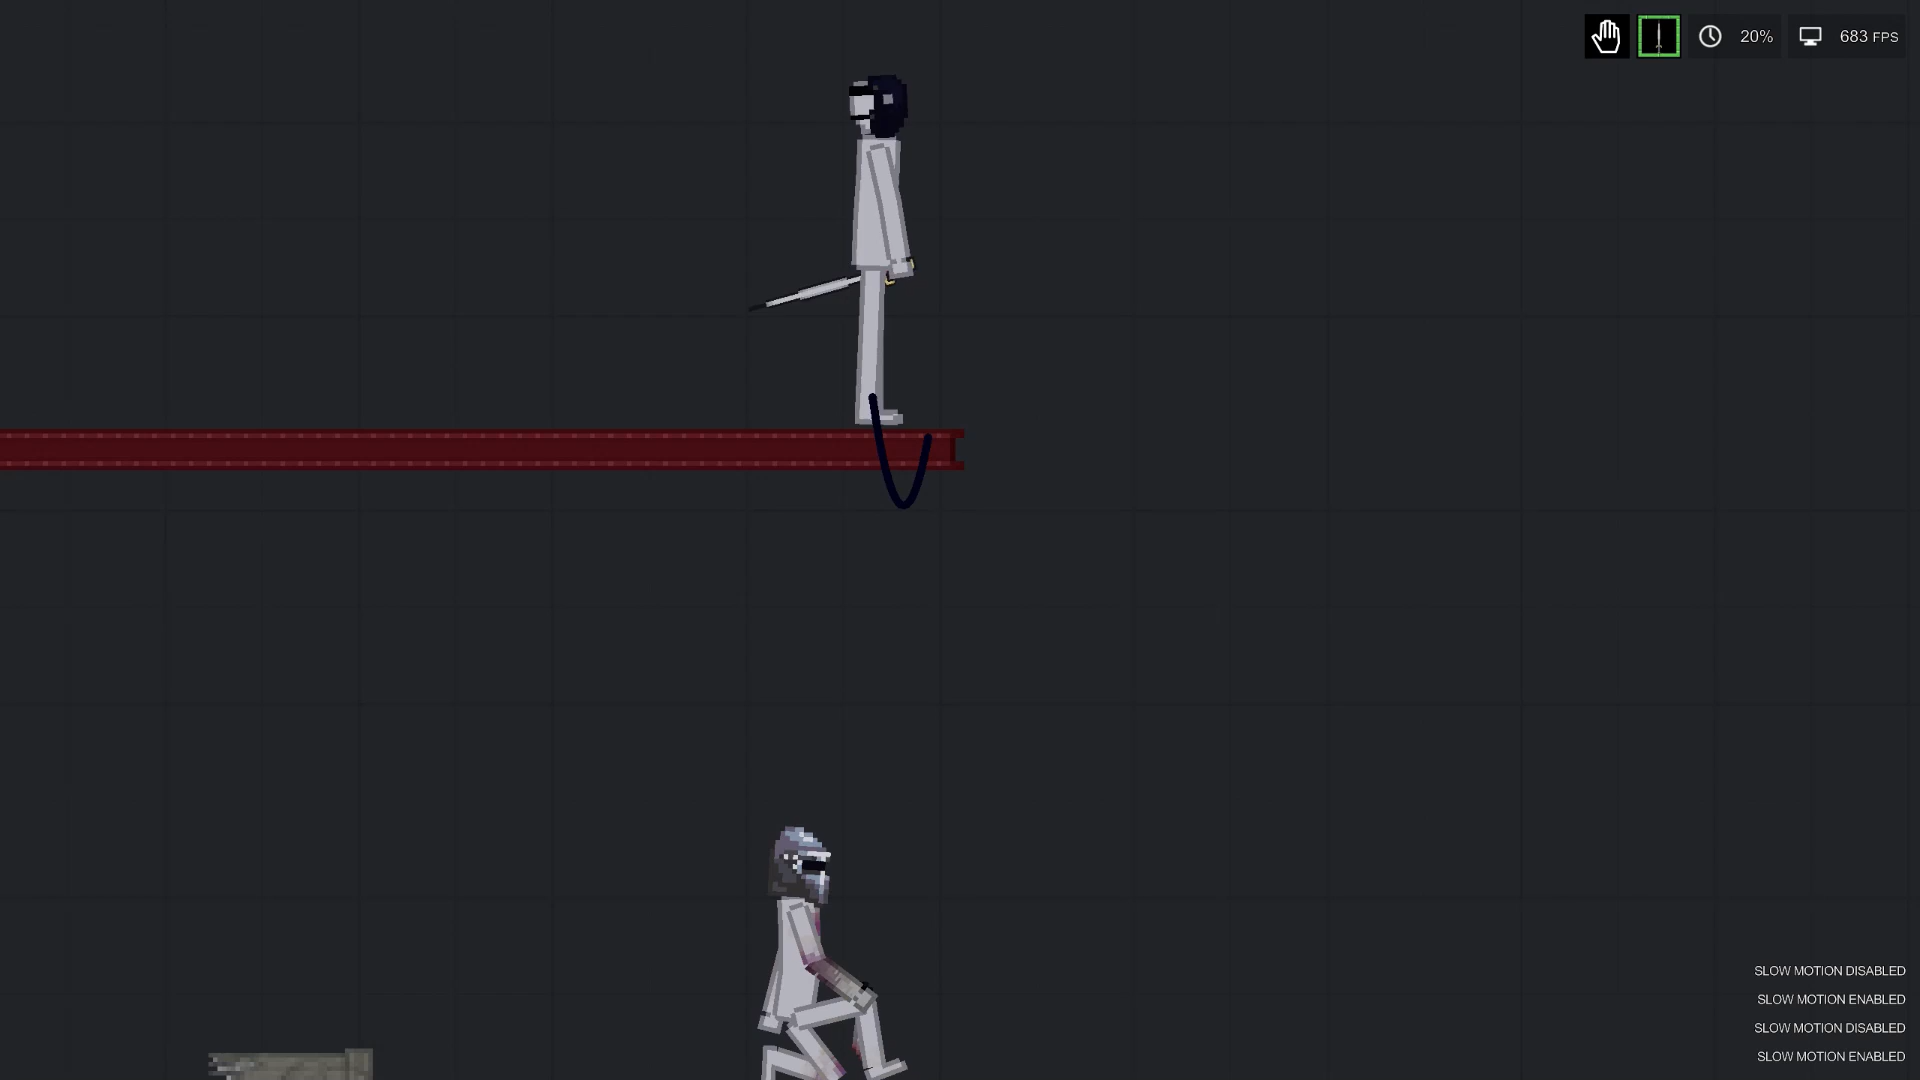 20%
683 FPS
SLOW MOTION DISABLED
SLOW MOTION ENABLED
SLOW MOTION DISABLED
SLOW MOTION ENABLED